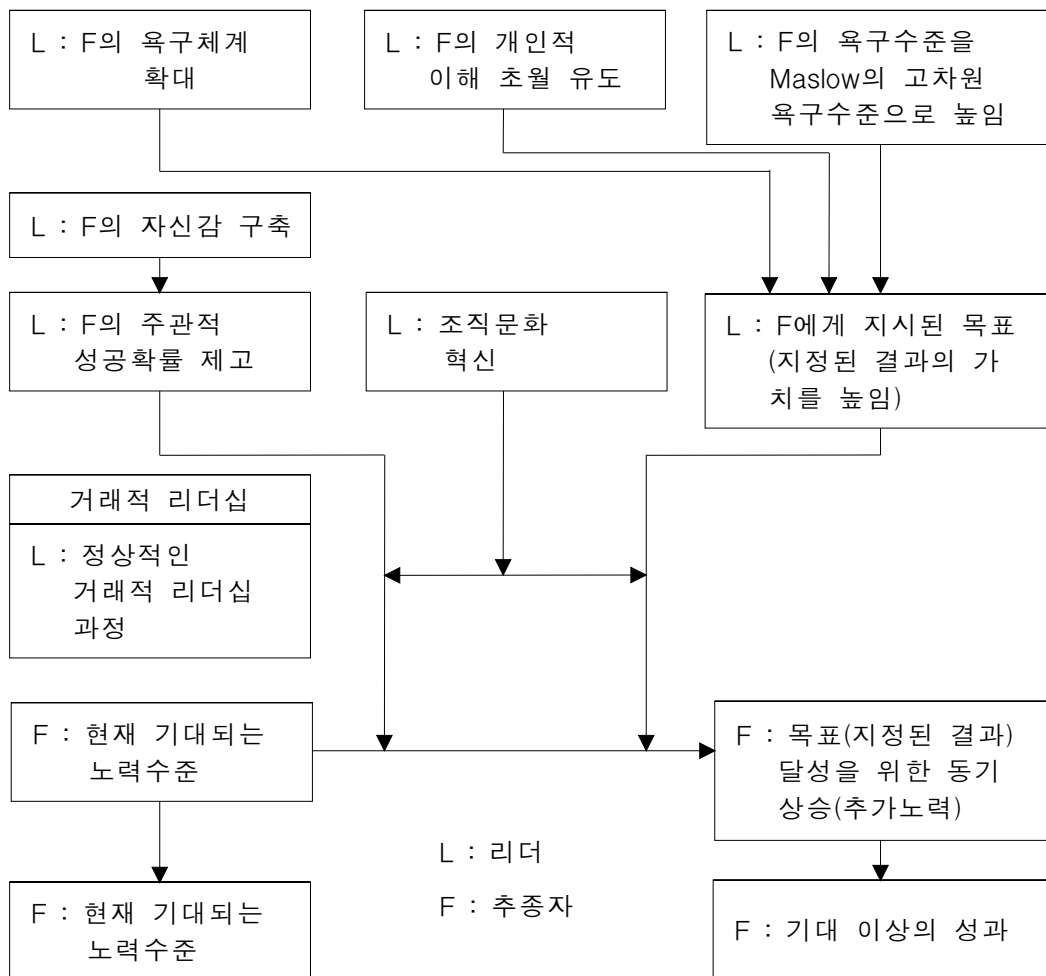 L : F의 욕구체계
확대
L : F의 개인적
이해 초월 유도
L : F의 욕구수준을
Maslow의 고차원
욕구수준으로 높임
L : F의 자신감 구축
L : F의 주관적
성공확률 제고
L : 조직문화
혁신
L : F에게 지시된 목표
(지정된 결과의 가
치를 높임)
거래적 리더십
L : 정상적인
거래적 리더십
과정
F : 현재 기대되는
노력수준
F : 목표(지정된 결과)
달성을 위한 동기
상승(추가노력)
L : 리더
F : 추종자
F : 현재 기대되는
노력수준
F : 기대 이상의 성과